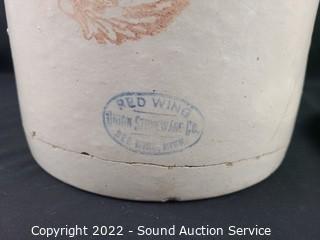 RED WING
UNION STONEWARE CO.
RED WING, MINN.
Copyright 2022 - Sound Auction Service